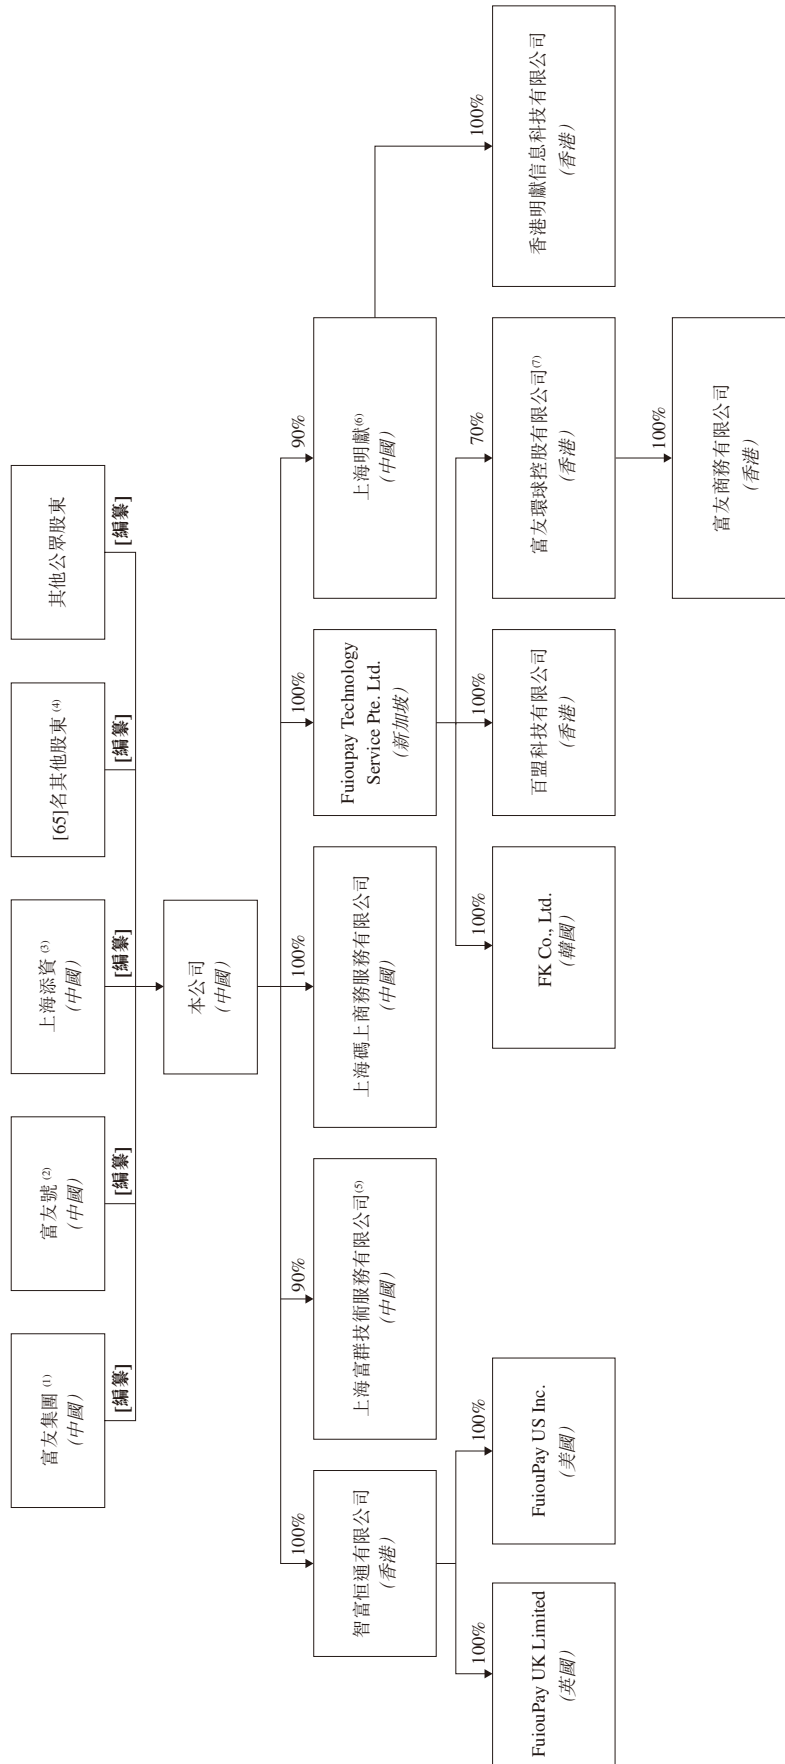 富友集團 (1)
(中國)
富友號 (2)
(中國)
上海添資 (3)
(中國)
[65]名其他股東 (4)
其他公眾股東
[編纂]
[編纂]
[編纂]
[編纂]
[編纂]
本公司
(中國)
100%
90%
100%
100%
90%
智富恒通有限公司
(香港)
上海富群技術服務有限公司(5)
(中國)
上海碼上商務服務有限公司
(中國)
Fuioupay Technology
Service Pte. Ltd.
(新加坡)
上海明獻(6)
(中國)
100%
100%
100%
100%
70%
100%
FuiouPay UK Limited
(英國)
FuiouPay US Inc.
(美國)
FK Co., Ltd.
(韓國)
百盟科技有限公司
(香港)
富友環球控股有限公司(7)
(香港)
香港明獻信息科技有限公司
(香港)
100%
富友商務有限公司
(香港)